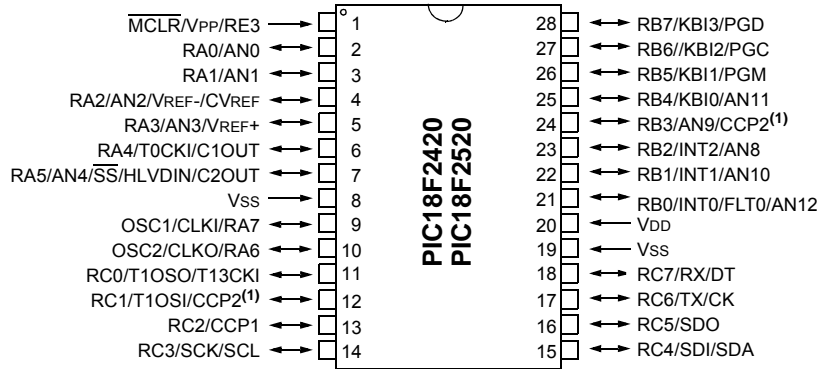 MCLR/VPP/RE3 1 28 RB7/KBI3/PGD
RA0/AN0 2 27 RB6//KBI2/PGC
RA1/AN1 3 26 RB5/KBI1/PGM
RA2/AN2/VREF-/CVREF 4 25 RB4/KBI0/AN11
RA3/AN3/VREF+ 5 24 RB3/AN9/CCP2(1)
RA4/T0CKI/C1OUT 6 23 RB2/INT2/AN8
RA5/AN4/SS/HLVDIN/C2OUT 7 22 RB1/INT1/AN10
VSS 8 21 RB0/INT0/FLT0/AN12
OSC1/CLKI/RA7 9 20 VDD
OSC2/CLKO/RA6 10 19 VSS
RC0/T1OSO/T13CKI 11 18 RC7/RX/DT
RC1/T1OSI/CCP2(1) 12 17 RC6/TX/CK
RC2/CCP1 13 16 RC5/SDO
RC3/SCK/SCL 14 15 RC4/SDI/SDA
PIC18F2420
PIC18F2520